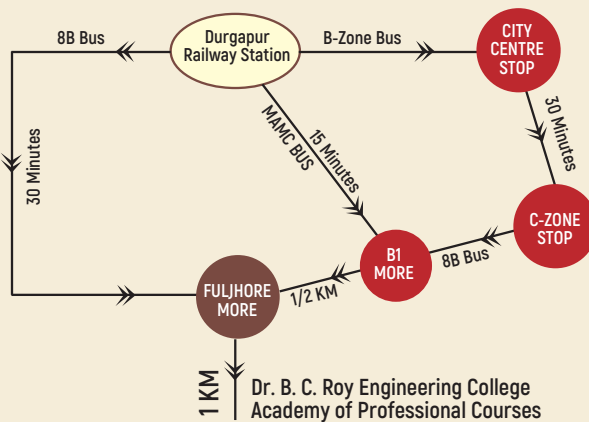 8B Bus
Durgapur
Railway Station
B-Zone Bus
CITY
CENTRE
STOP
30 Minutes
15 Minutes
MAMC BUS
30 Minutes
C-ZONE
STOP
8B Bus
B1
MORE
1/2 KM
FULJHORE
MORE
1 KM
Dr. B. C. Roy Engineering College
Academy of Professional Courses